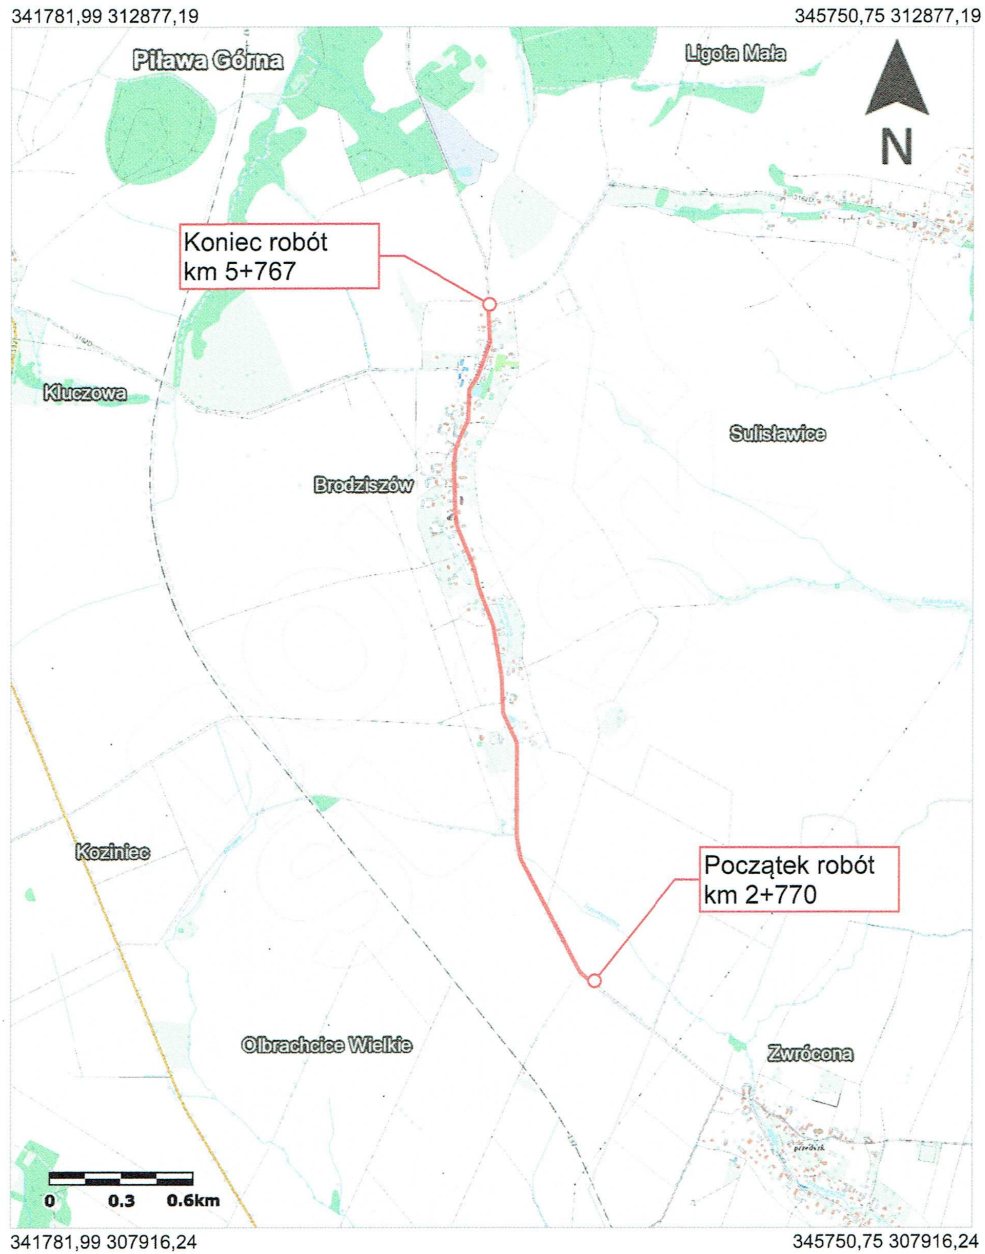 341781,99 312877,19
345750,75 312877,19
Piława Górna
Ligota Mała
N
Koniec robót
km 5+767
Kluczowa
Sulisławice
Brodziszów
Koziniec
Początek robót
km 2+770
Olbrachcice Wielkie
Zwrócona
0 0.3 0.6km
341781,99 307916,24
345750,75 307916,24